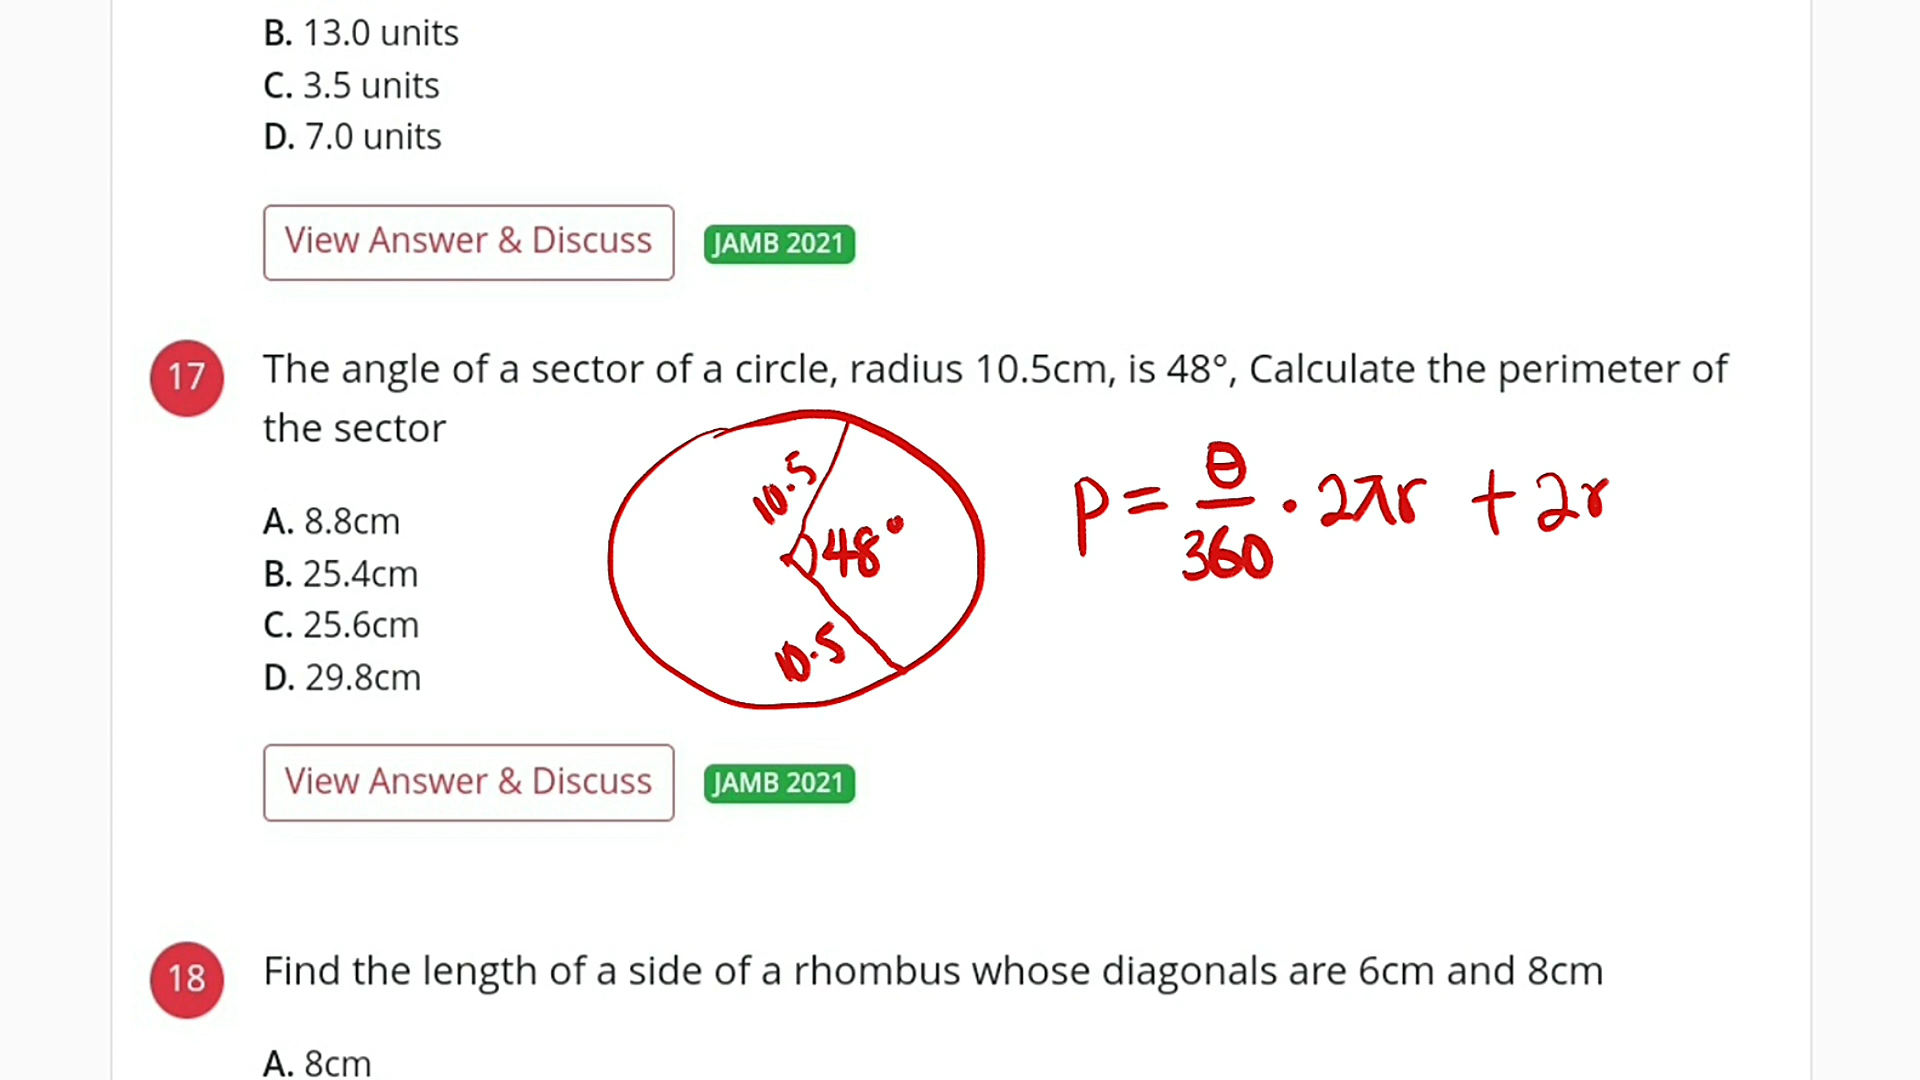 B. 13.0 units
C. 3.5 units
D. 7.0 units
View Answer & Discuss JAMB 2021
17 The angle of a sector of a circle, radius 10.5cm, is 48°, Calculate the perimeter of
the sector
A. 8.8cm
B. 25.4cm
C. 25.6cm
D. 29.8cm
10.5
48°
10.5
P = θ/360 · 2πr + 2r
View Answer & Discuss JAMB 2021
18 Find the length of a side of a rhombus whose diagonals are 6cm and 8cm
A. 8cm